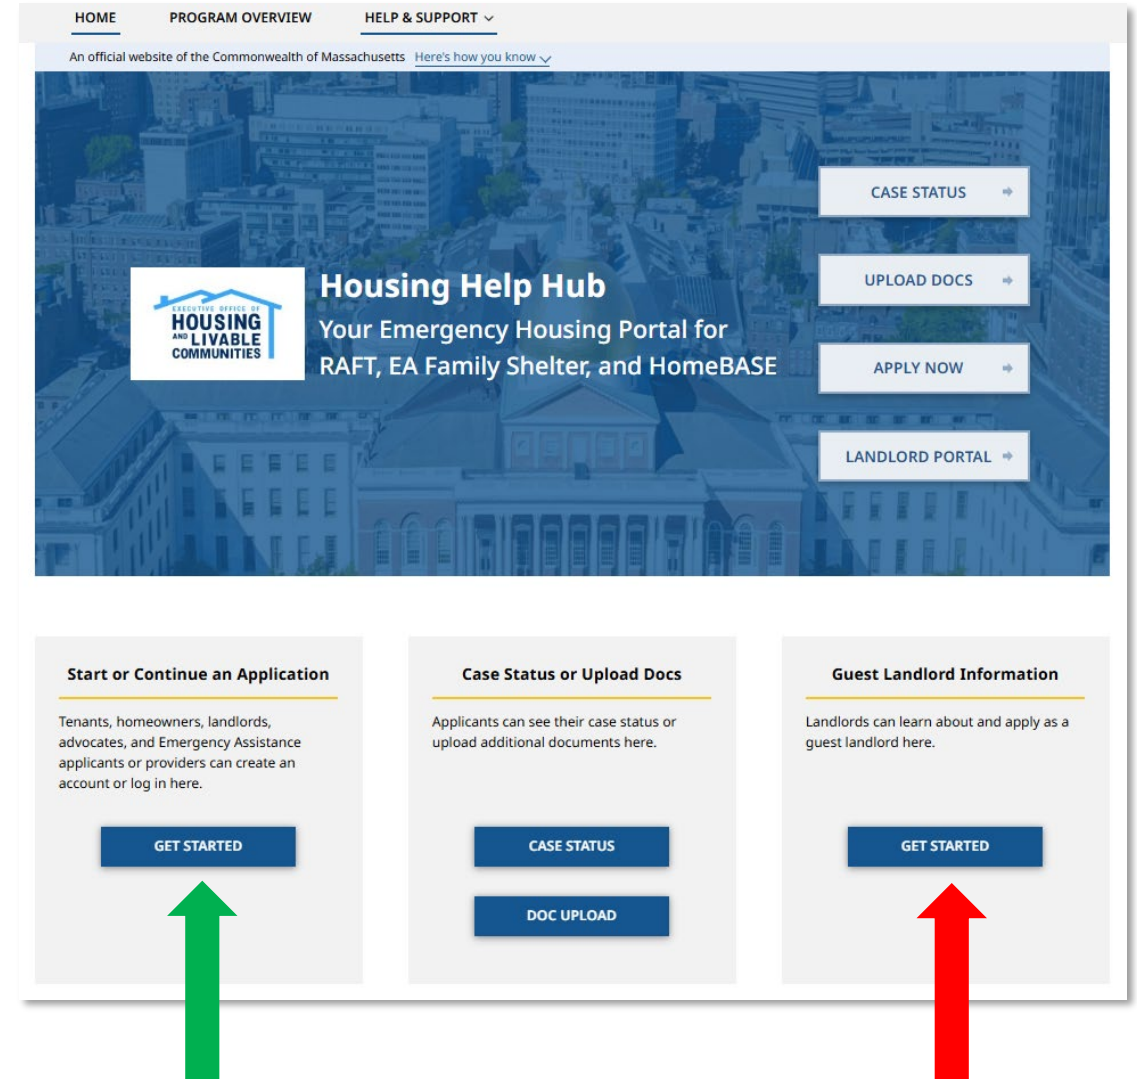 HOME PROGRAM OVERVIEW HELP & SUPPORT
An official website of the Commonwealth of Massachusetts Here's how you know
CASE STATUS
UPLOAD DOCS
APPLY NOW
LANDLORD PORTAL
EXECUTIVE OFFICE OF
HOUSING
AND LIVABLE
COMMUNITIES
Housing Help Hub
Your Emergency Housing Portal for
RAFT, EA Family Shelter, and HomeBASE
Start or Continue an Application
Tenants, homeowners, landlords,
advocates, and Emergency Assistance
applicants or providers can create an
account or log in here.
GET STARTED
Case Status or Upload Docs
Applicants can see their case status or
upload additional documents here.
CASE STATUS
DOC UPLOAD
Guest Landlord Information
Landlords can learn about and apply as a
guest landlord here.
GET STARTED